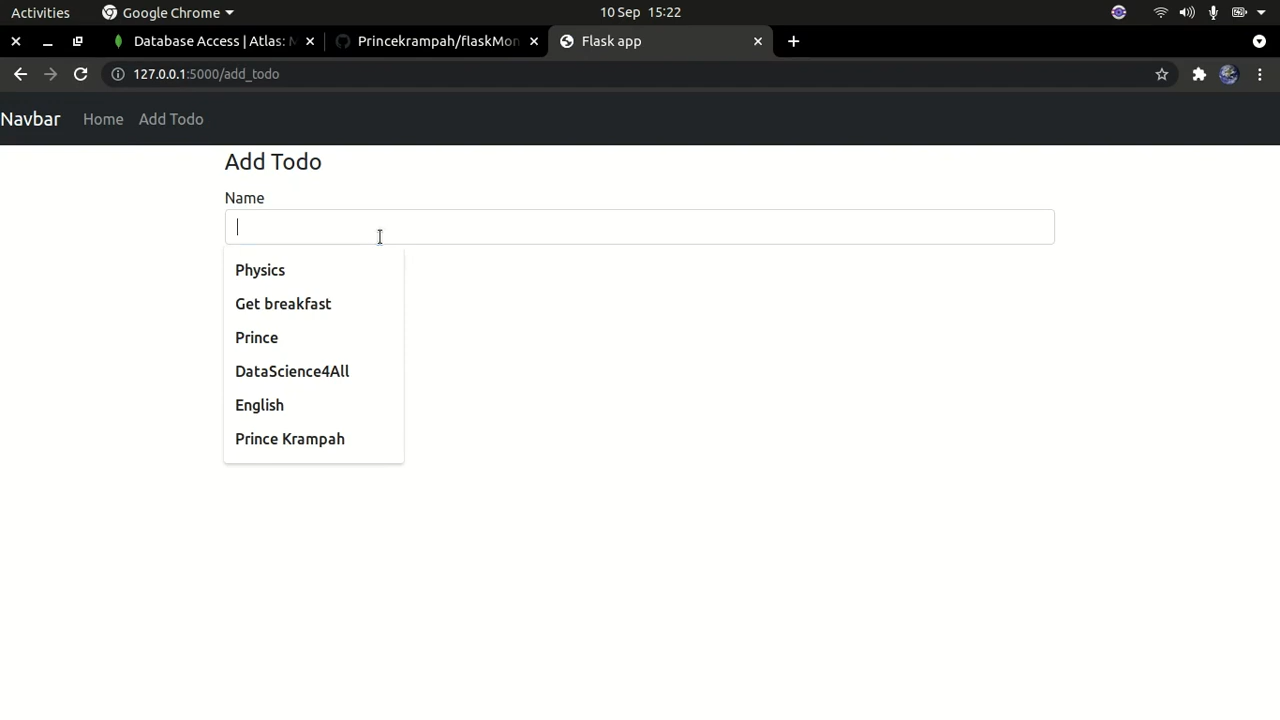 Activities Google Chrome 10 Sep 15:22
Database Access | Atlas: M Princekrampah/flaskMon Flask app
127.0.0.1:5000/add_todo
Navbar Home Add Todo
Add Todo
Name
Physics
Get breakfast
Prince
DataScience4All
English
Prince Krampah